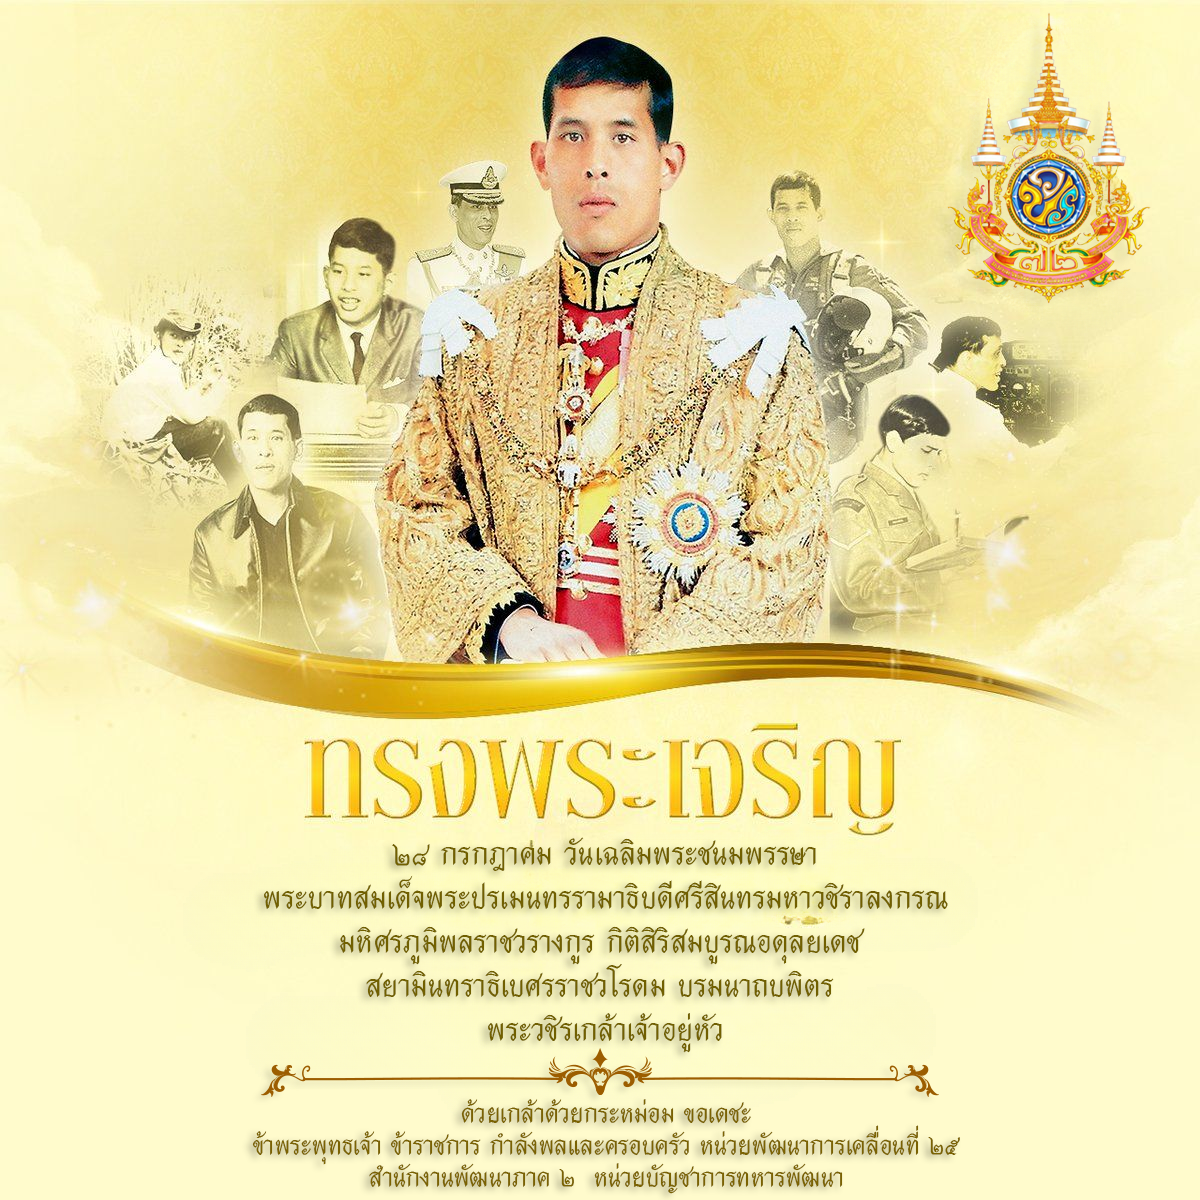 ทรงพระเจริญ
๒๘ กรกฎาคม วันเฉลิมพระชนมพรรษา
พระบาทสมเด็จพระปรเมนทรรามาธิบดีศรีสินทรมหาวชิราลงกรณ
มหิศรภูมิพลราชวรางกูร กิติสิริสมบูรณอดุลยเดช
สยามินทราธิเบศรราชวโรดม บรมนาถบพิตร
พระวชิรเกล้าเจ้าอยู่หัว
ด้วยเกล้าด้วยกระหม่อม ขอเดชะ
ข้าพระพุทธเจ้า ข้าราชการ กำลังพลและครอบครัว หน่วยพัฒนาการเคลื่อนที่ ๒๕
สำนักงานพัฒนาภาค ๒ หน่วยบัญชาการทหารพัฒนา